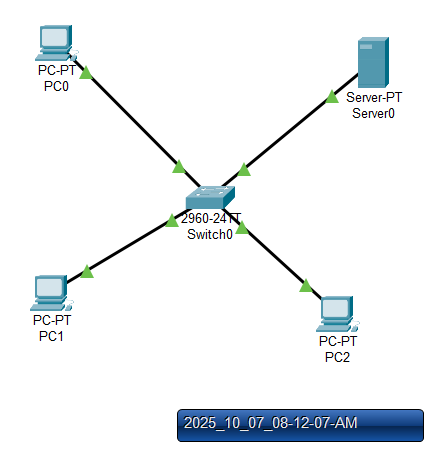 PC-PT
PC0
Server-PT
Server0
2960-24TT
Switch0
PC-PT
PC1
PC-PT
PC2
2025_10_07_08-12-07-AM